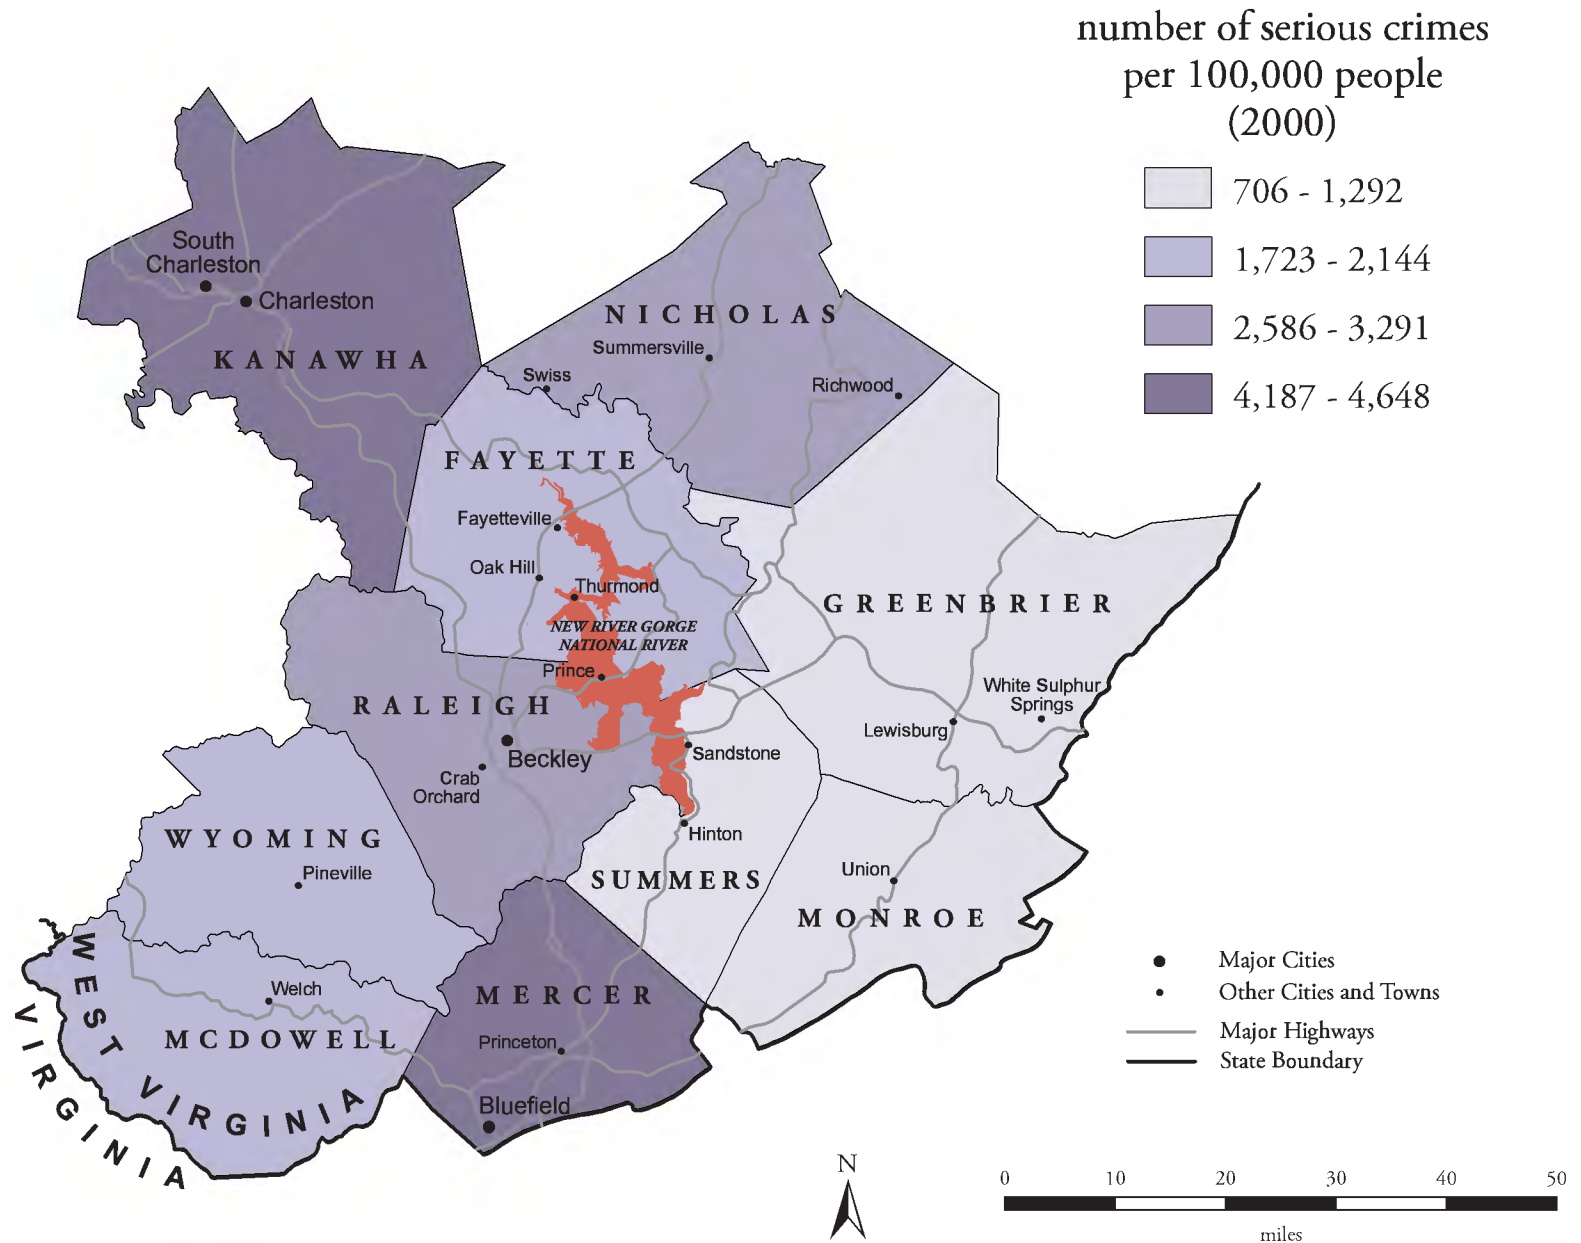 number of serious crimes
per 100,000 people
(2000)
706 - 1,292
1,723 - 2,144
2,586 - 3,291
4,187 - 4,648
South
Charleston
Charleston
KANAWHA
NICHOLAS
Summersville
Swiss
Richwood
FAYETTE
Fayetteville
Oak Hill
Thurmond
NEW RIVER GORGE
NATIONAL RIVER
Prince
GREENBRIER
White Sulphur
Springs
Lewisburg
RALEIGH
Beckley
Crab
Orchard
Sandstone
Hinton
SUMMERS
Union
MONROE
WYOMING
Pineville
Welch
MCDOWELL
MERCER
Princeton
Bluefield
WEST VIRGINIA
VIRGINIA
Major Cities
Other Cities and Towns
Major Highways
State Boundary
N
0 10 20 30 40 50
miles